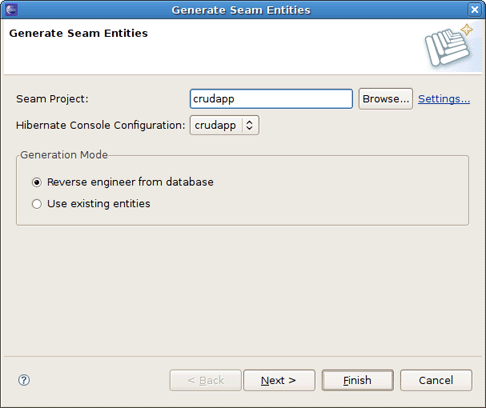 Generate Seam Entities
Generate Seam Entities
Seam Project: crudapp Browse... Settings...
Hibernate Console Configuration: crudapp
Generation Mode
Reverse engineer from database
Use existing entities
? < Back Next > Finish Cancel